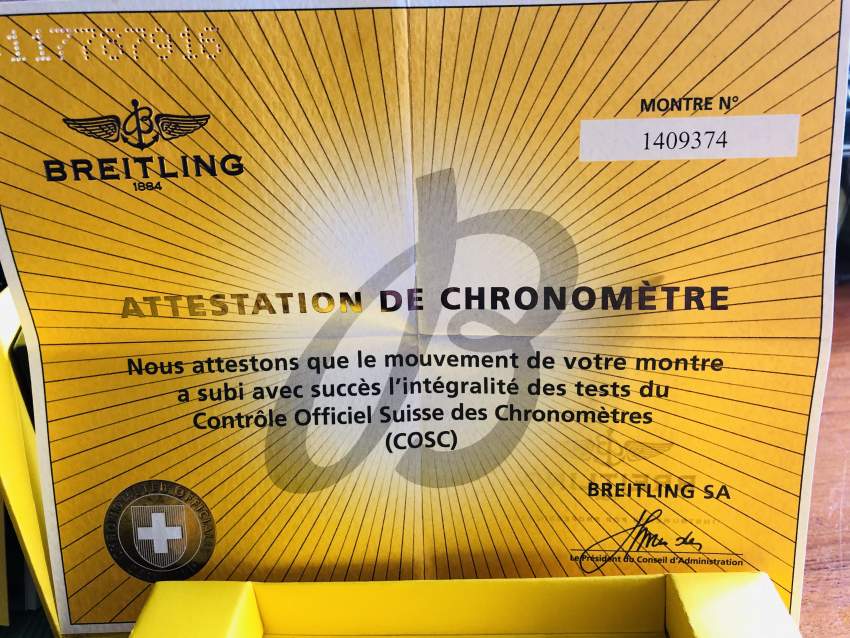 117767916
BREITLING
1884
MONTRE N°
1409374
ATTESTATION DE CHRONOMÈTRE
Nous attestons que le mouvement de votre montre
a subi avec succès l'intégralité des tests du
Contrôle Officiel Suisse des Chronomètres
(COSC)
BREITLING SA
Le Président du Conseil d'Administration